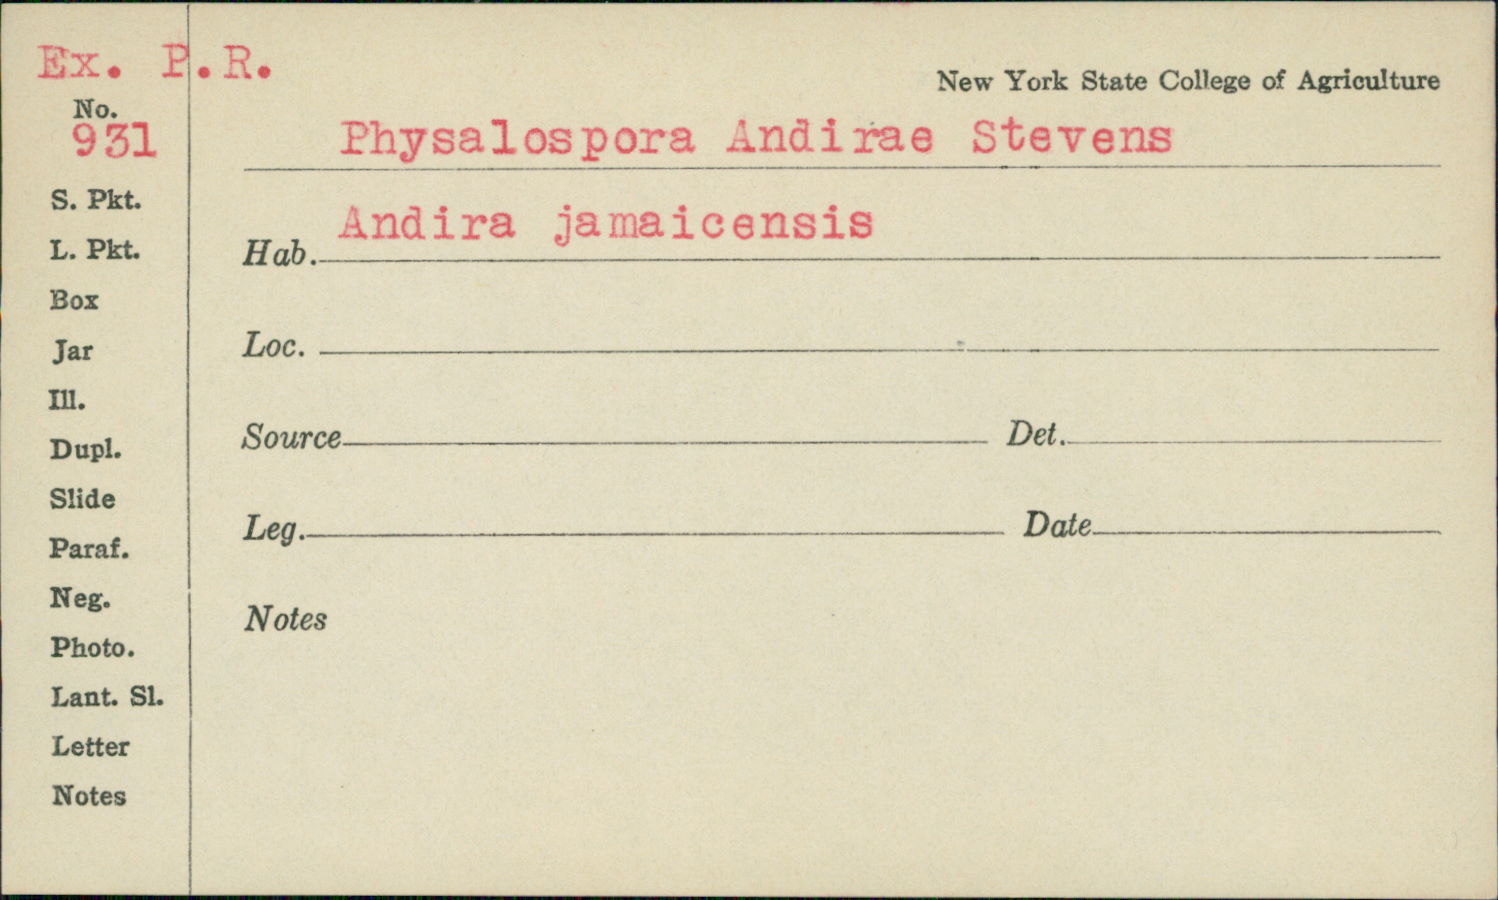 Ex. P.R.
New York State College of Agriculture
No.
931
Physalospora Andirae Stevens
S. Pkt.
Andira jamaicensis
Hab.
L. Pkt.
Box
Loc.
Jar
Ill.
Source Det.
Dupl.
Slide
Leg. Date
Paraf.
Neg.
Notes
Photo.
Lant. Sl.
Letter
Notes